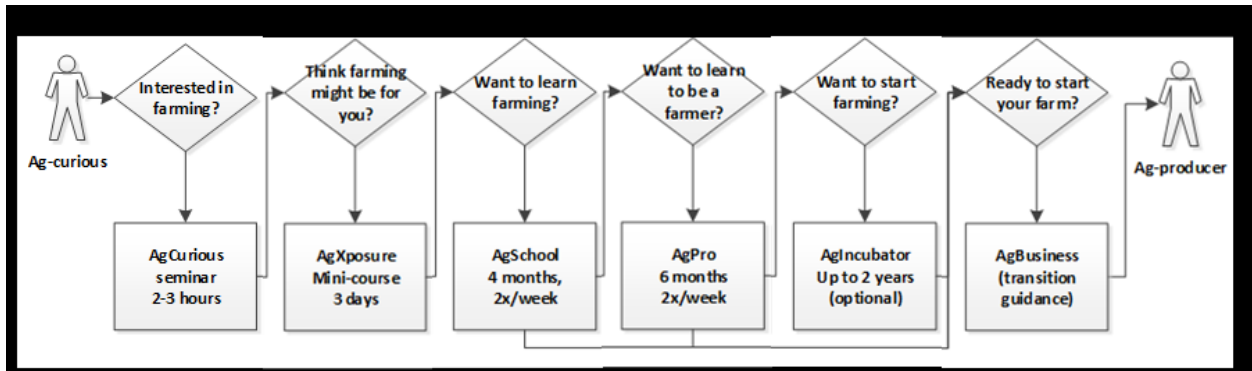 Ag-curious
Interested in
farming?
AgCurious
seminar
2-3 hours
Think farming
might be for
you?
AgXposure
Mini-course
3 days
Want to learn
farming?
AgSchool
4 months,
2x/week
Want to learn
to be a
farmer?
AgPro
6 months
2x/week
Want to start
farming?
AgIncubator
Up to 2 years
(optional)
Ready to start
your farm?
AgBusiness
(transition
guidance)
Ag-producer